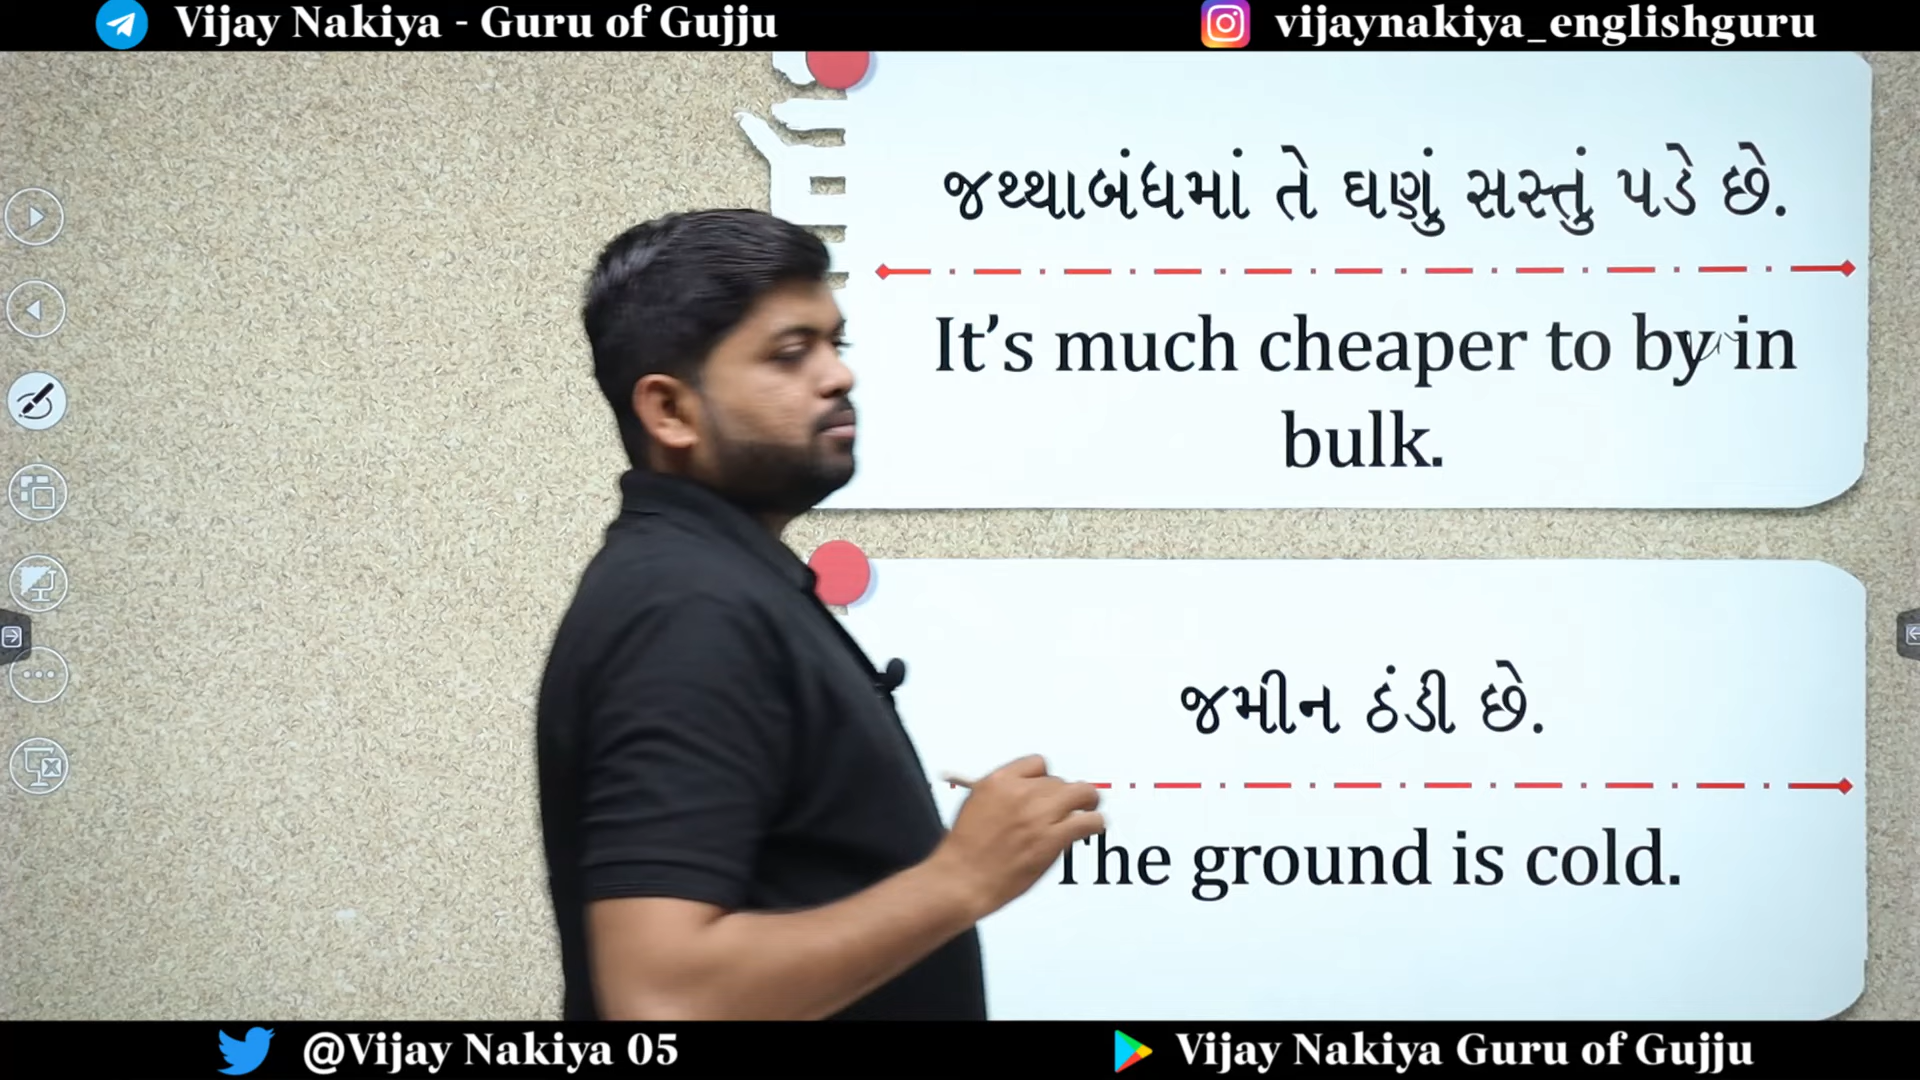 Vijay Nakiya - Guru of Gujju
vijaynakiya_englishguru
જથ્થાબંધમાં તે ઘણું સસ્તું પડે છે.
It’s much cheaper to by in
bulk.
જમીન ઠંડી છે.
The ground is cold.
@Vijay Nakiya 05
Vijay Nakiya Guru of Gujju